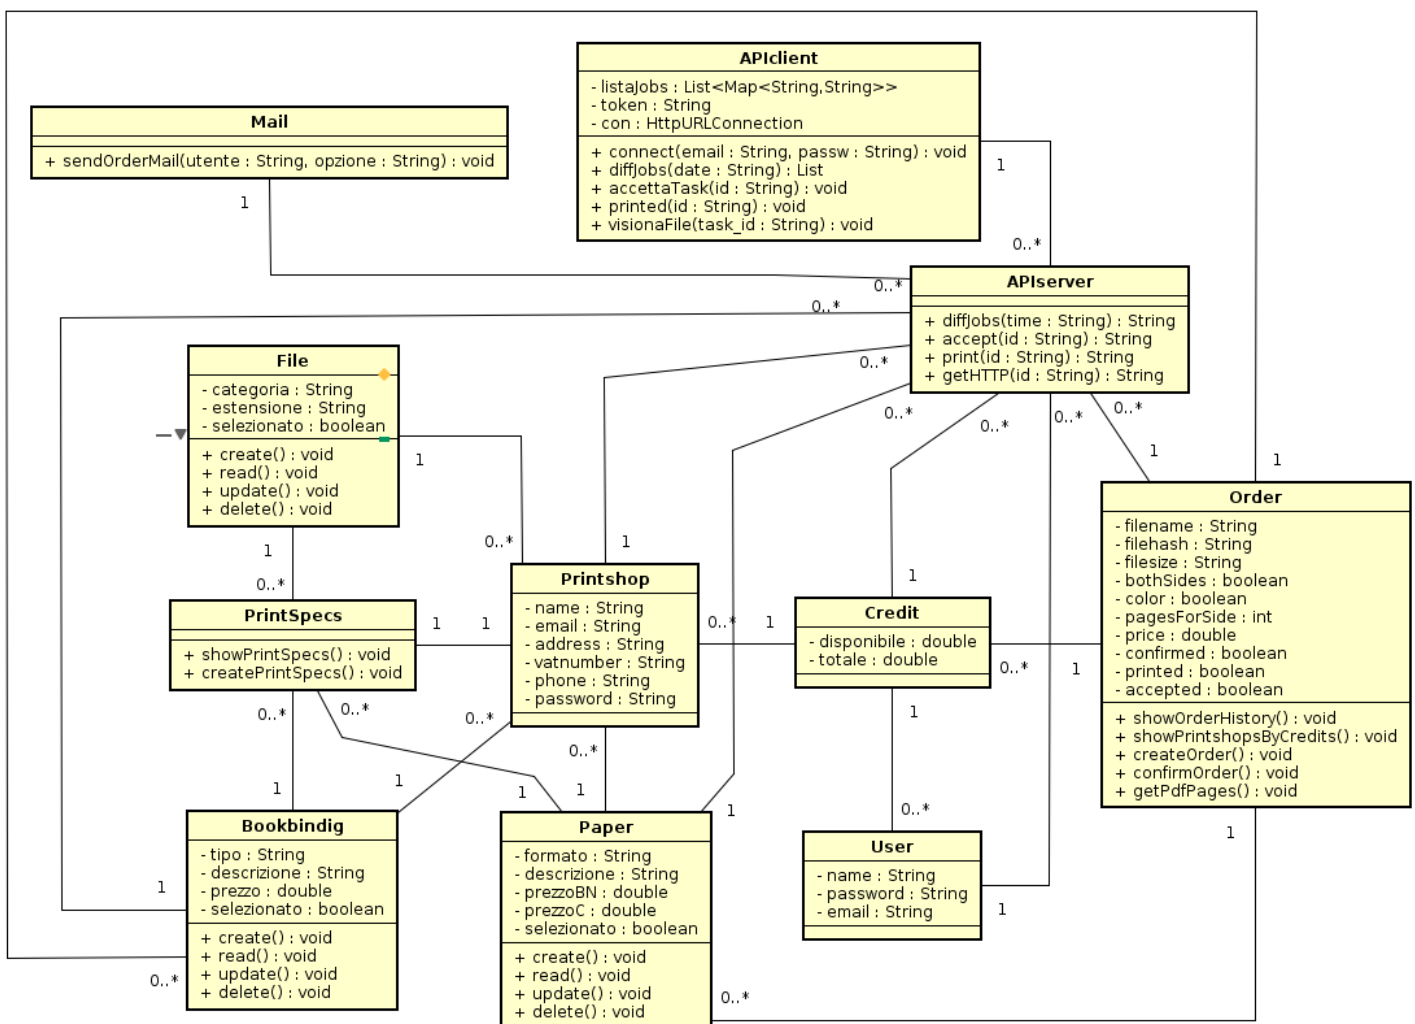 APIclient
- listaJobs : List<Map<String,String>>
- token : String
- con : HttpURLConnection
+ connect(email : String, passw : String) : void
+ diffJobs(date : String) : List
+ accettaTask(id : String) : void
+ printed(id : String) : void
+ visionaFile(task_id : String) : void
1
0..*
Mail
+ sendOrderMail(utente : String, opzione : String) : void
1
0..*
0..*
APIserver
+ diffJobs(time : String) : String
+ accept(id : String) : String
+ print(id : String) : String
+ getHTTP(id : String) : String
0..*
0..*
0..*
0..*
0..*
1
1
File
- categoria : String
- estensione : String
- selezionato : boolean
+ create() : void
+ read() : void
+ update() : void
+ delete() : void
1
0..*
1
0..*
1
PrintSpecs
+ showPrintSpecs() : void
+ createPrintSpecs() : void
1
1
0..*
0..*
Printshop
- name : String
- email : String
- address : String
- vatnumber : String
- phone : String
- password : String
0..*
1
0..*
0..*
1
Credit
- disponibile : double
- totale : double
0..*
1
1
0..*
Order
- filename : String
- filehash : String
- filesize : String
- bothSides : boolean
- color : boolean
- pagesForSide : int
- price : double
- confirmed : boolean
- printed : boolean
- accepted : boolean
+ showOrderHistory() : void
+ showPrintshopsByCredits() : void
+ createOrder() : void
+ confirmOrder() : void
+ getPdfPages() : void
1
1
1
1
1
1
Bookbindig
- tipo : String
- descrizione : String
- prezzo : double
- selezionato : boolean
+ create() : void
+ read() : void
+ update() : void
+ delete() : void
1
0..*
Paper
- formato : String
- descrizione : String
- prezzoBN : double
- prezzoC : double
- selezionato : boolean
+ create() : void
+ read() : void
+ update() : void
+ delete() : void
0..*
User
- name : String
- password : String
- email : String
1